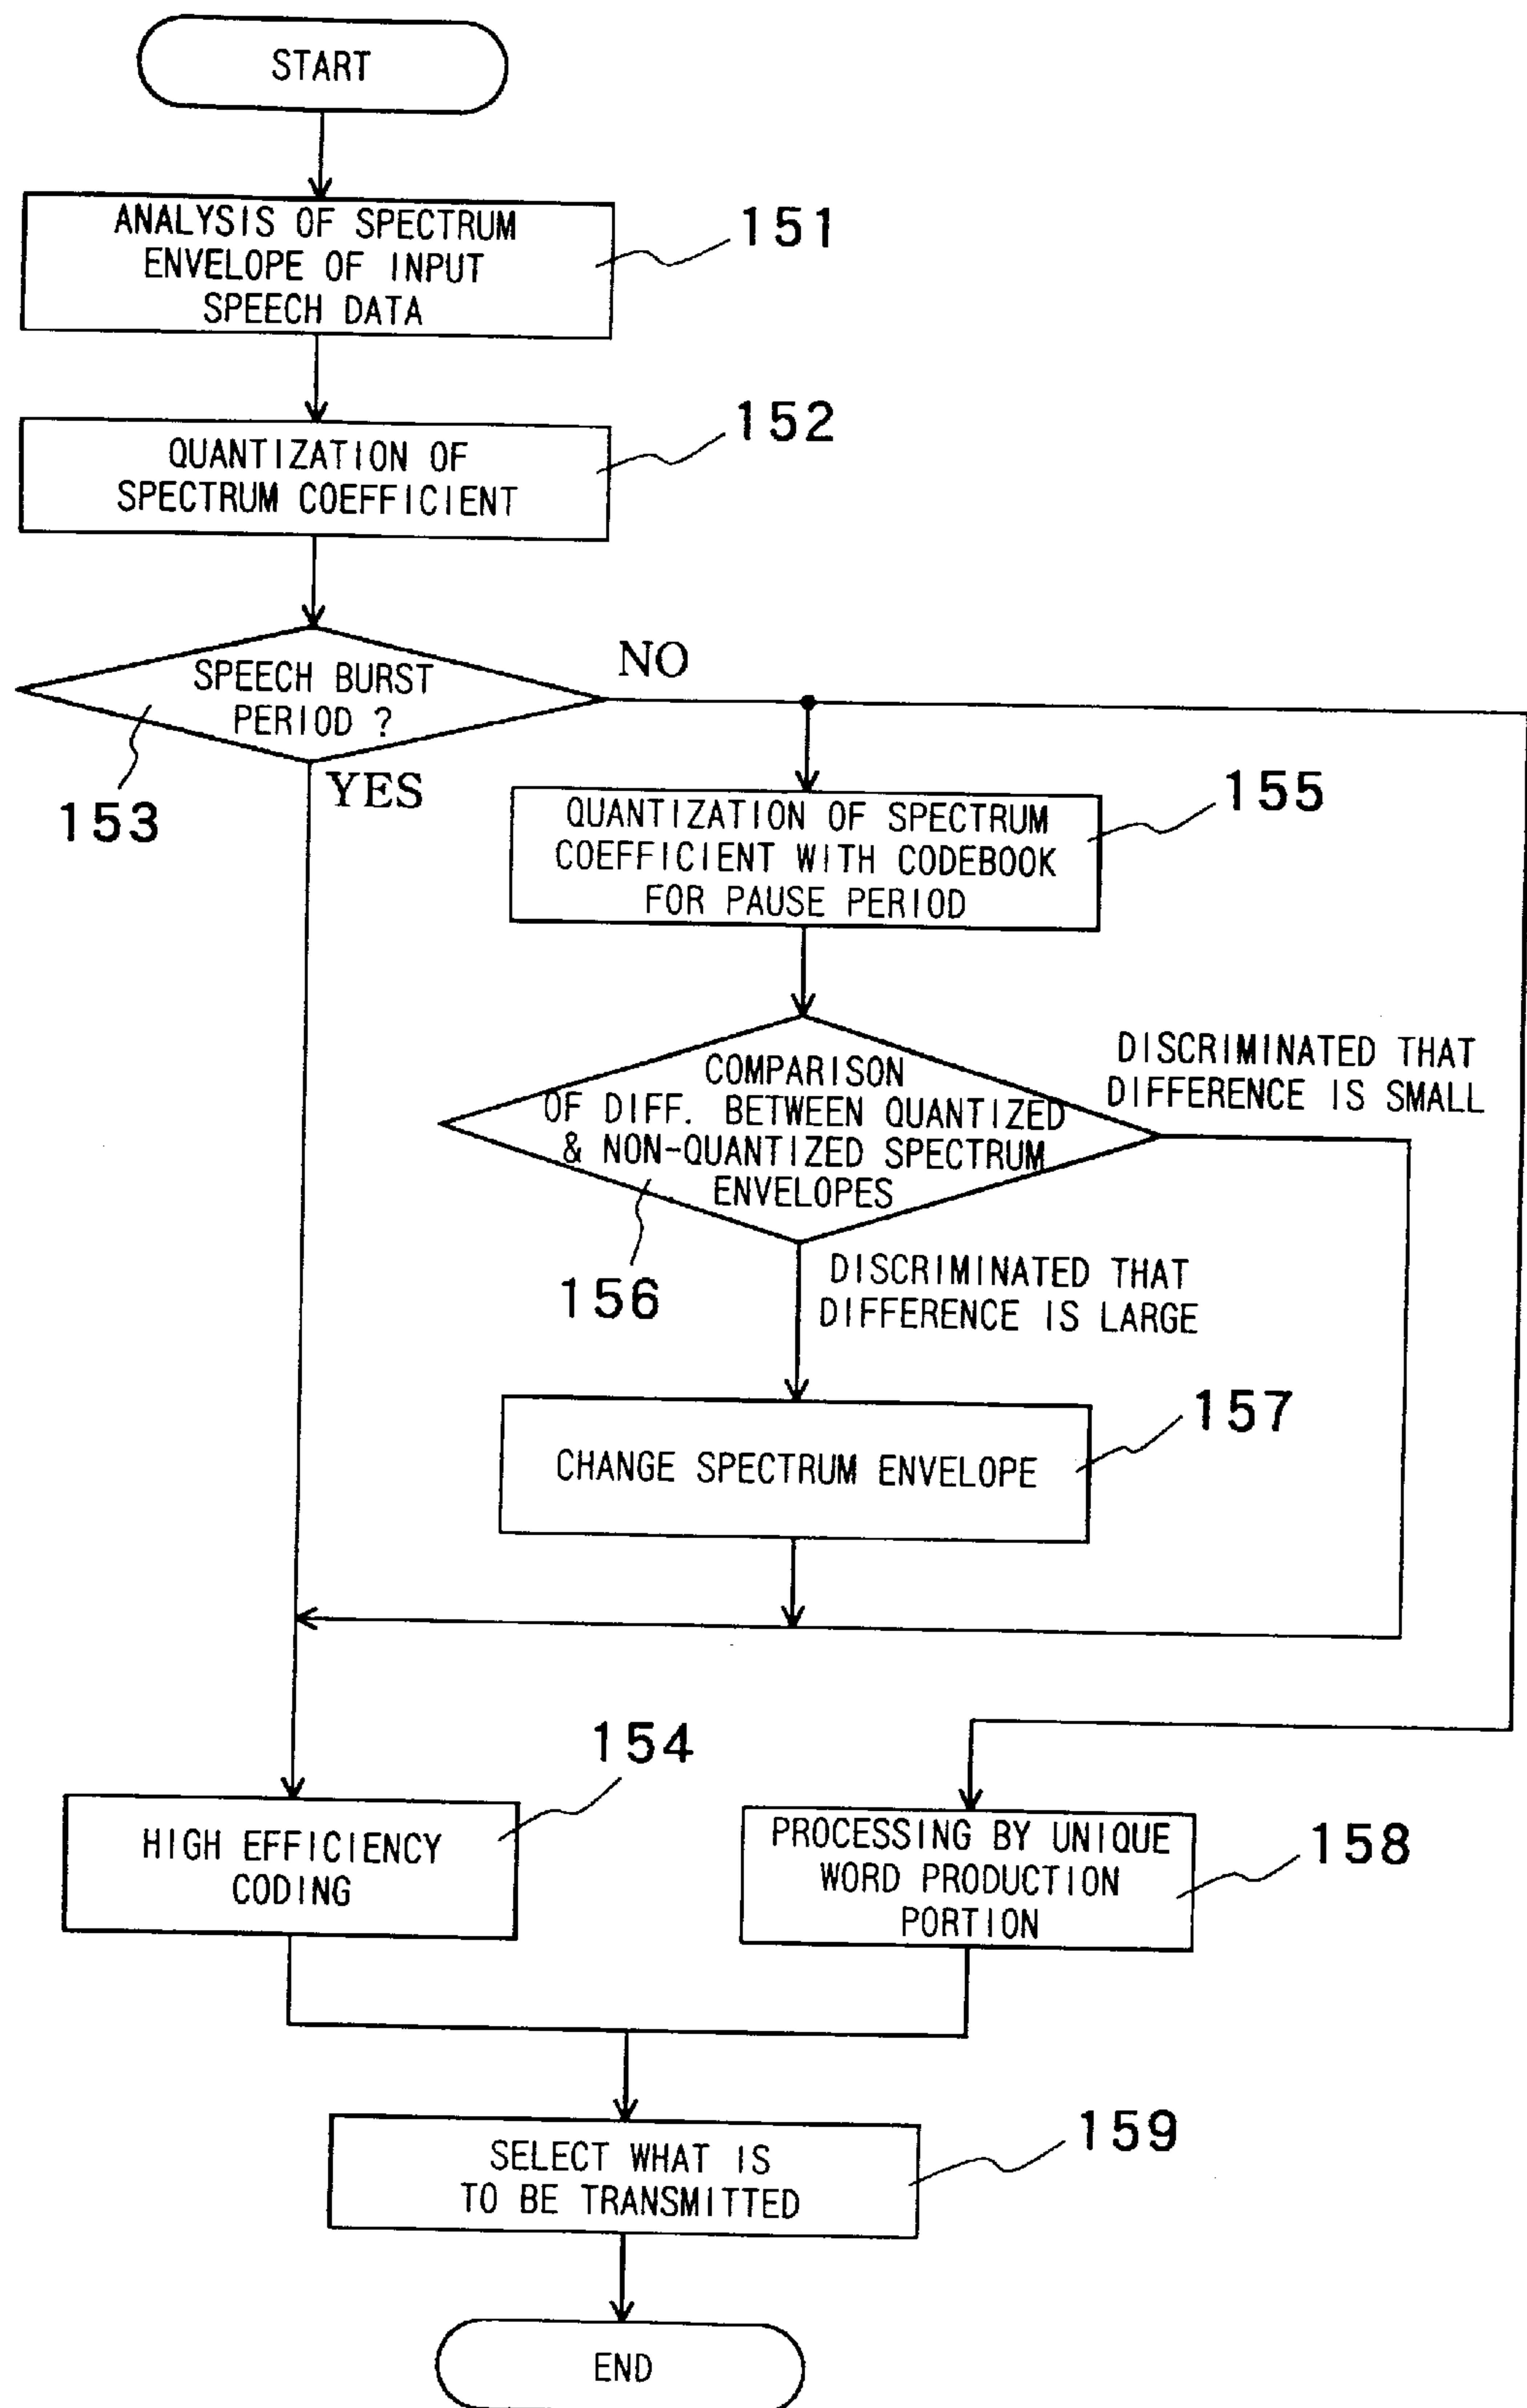 START
ANALYSIS OF SPECTRUM
ENVELOPE OF INPUT
SPEECH DATA
151
QUANTIZATION OF
SPECTRUM COEFFICIENT
152
SPEECH BURST
PERIOD ?
153
NO
YES
QUANTIZATION OF SPECTRUM
COEFFICIENT WITH CODEBOOK
FOR PAUSE PERIOD
155
COMPARISON
OF DIFF. BETWEEN QUANTIZED
& NON-QUANTIZED SPECTRUM
ENVELOPES
156
DISCRIMINATED THAT
DIFFERENCE IS SMALL
DISCRIMINATED THAT
DIFFERENCE IS LARGE
CHANGE SPECTRUM ENVELOPE
157
HIGH EFFICIENCY
CODING
154
PROCESSING BY UNIQUE
WORD PRODUCTION
PORTION
158
SELECT WHAT IS
TO BE TRANSMITTED
159
END